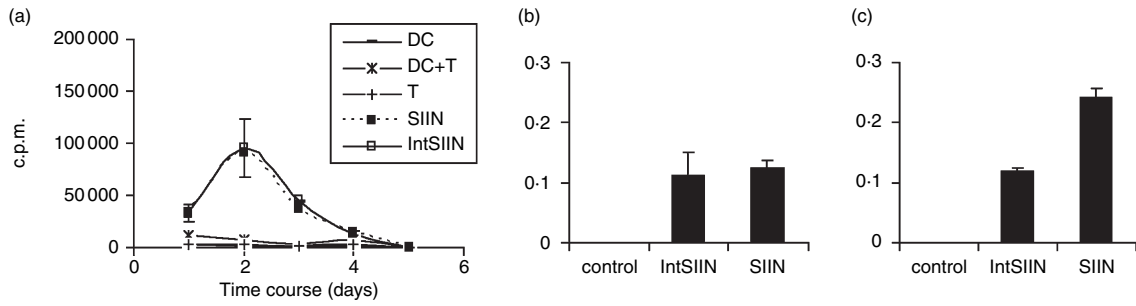 (a)
200 000
150 000
100 000
50 000
0
c.p.m.
0 2 4 6
Time course (days)
DC
DC+T
T
SIIN
IntSIIN
(b)
0·3
0·2
0·1
0
control IntSIIN SIIN
(c)
0·3
0·2
0·1
0
control IntSIIN SIIN